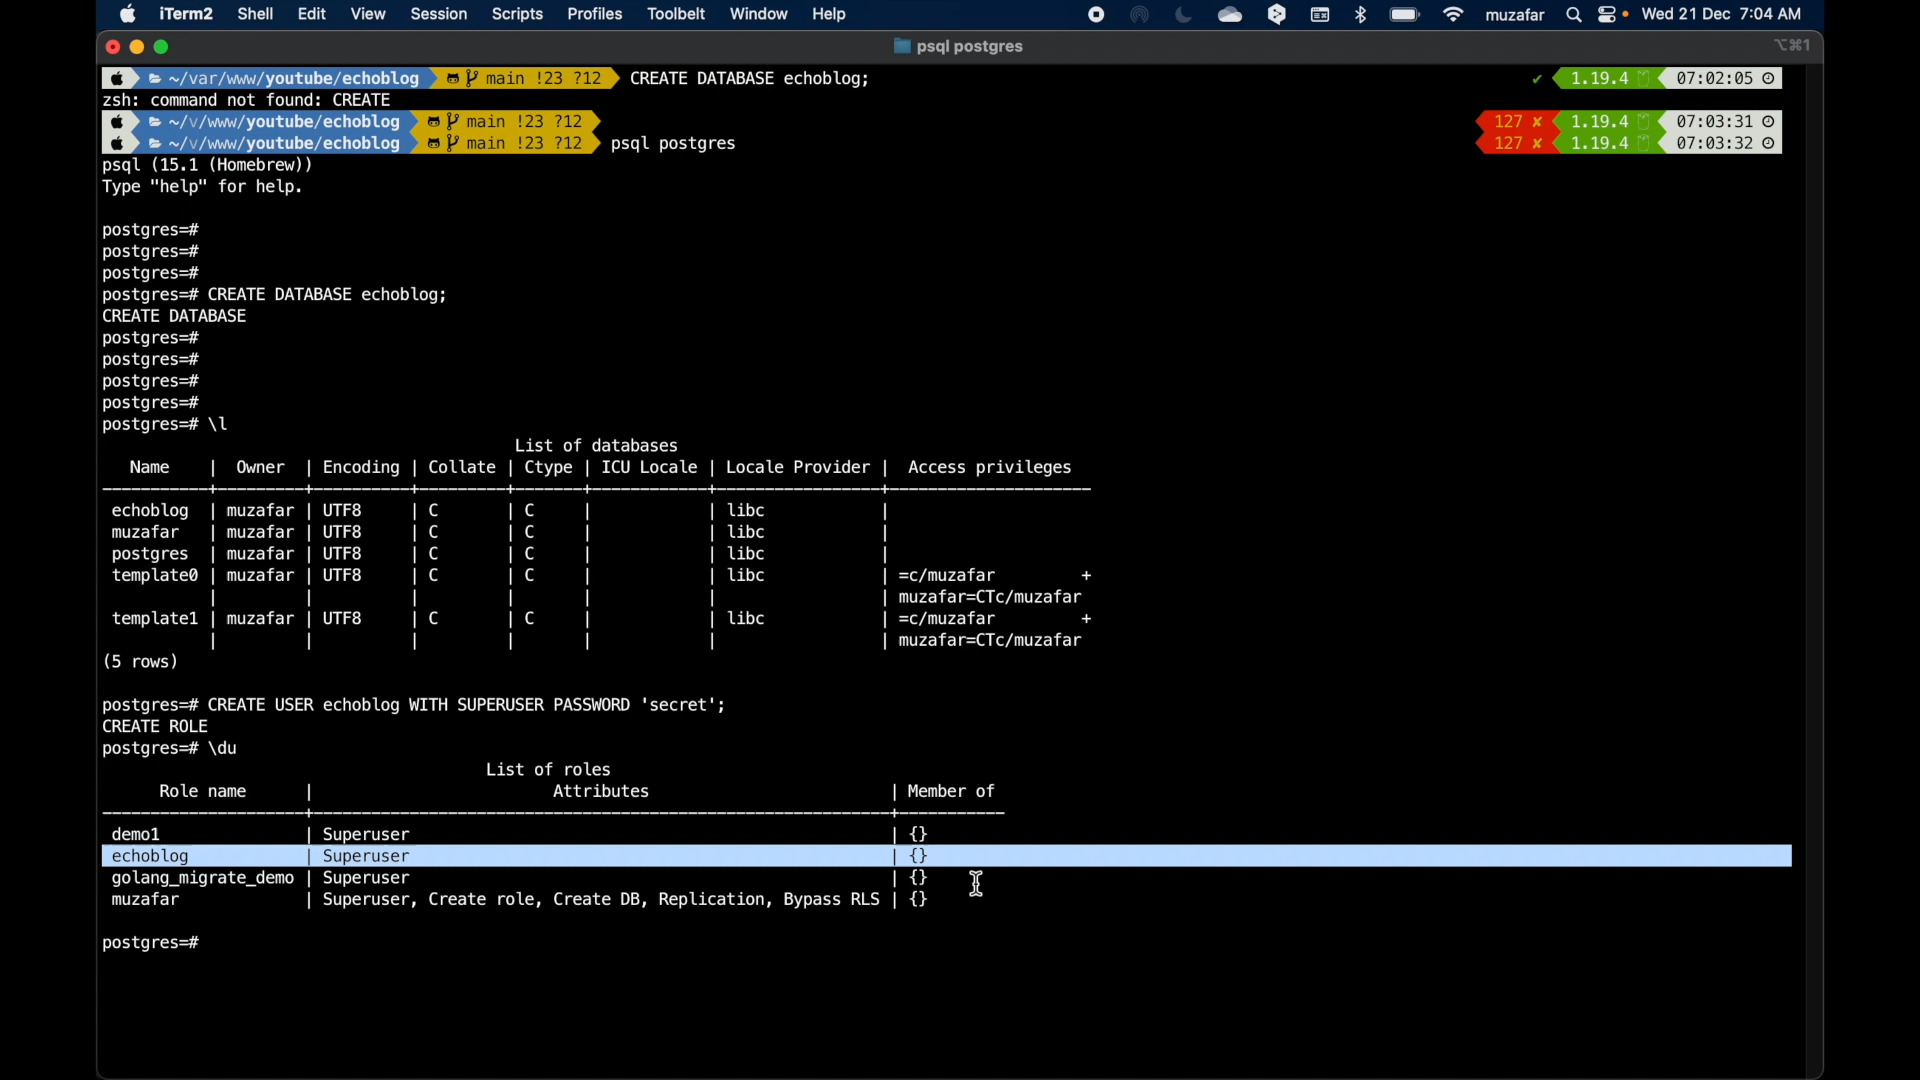 iTerm2 Shell Edit View Session Scripts Profiles Toolbelt Window Help muzafar Wed 21 Dec 7:04 AM
psql postgres ⌥⌘1
~/var/www/youtube/echoblog main !23 ?12 CREATE DATABASE echoblog; ✔ 1.19.4 07:02:05
zsh: command not found: CREATE
~/v/www/youtube/echoblog main !23 ?12 127 ✘ 1.19.4 07:03:31
~/v/www/youtube/echoblog main !23 ?12 psql postgres 127 ✘ 1.19.4 07:03:32
psql (15.1 (Homebrew))
Type "help" for help.
postgres=#
postgres=#
postgres=#
postgres=# CREATE DATABASE echoblog;
CREATE DATABASE
postgres=#
postgres=#
postgres=#
postgres=#
postgres=# \l
List of databases
Name | Owner | Encoding | Collate | Ctype | ICU Locale | Locale Provider | Access privileges
echoblog | muzafar | UTF8 | C | C | | libc |
muzafar | muzafar | UTF8 | C | C | | libc |
postgres | muzafar | UTF8 | C | C | | libc |
template0 | muzafar | UTF8 | C | C | | libc | =c/muzafar +
| | | | | | | muzafar=CTc/muzafar
template1 | muzafar | UTF8 | C | C | | libc | =c/muzafar +
| | | | | | | muzafar=CTc/muzafar
(5 rows)
postgres=# CREATE USER echoblog WITH SUPERUSER PASSWORD 'secret';
CREATE ROLE
postgres=# \du
List of roles
Role name | Attributes | Member of
demo1 | Superuser | {}
echoblog | Superuser | {}
golang_migrate_demo | Superuser | {}
muzafar | Superuser, Create role, Create DB, Replication, Bypass RLS | {}
postgres=#